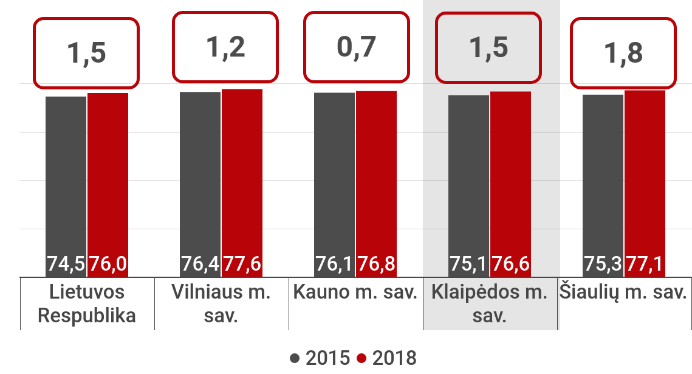 1,5
1,2
0,7
1,5
1,8
74,5 76,0
76,4 77,6
76,1 76,8
75,1 76,6
75,3 77,1
Lietuvos
Respublika
Vilniaus m.
sav.
Kauno m. sav.
Klaipėdos m.
sav.
Šiaulių m. sav.
2015 2018